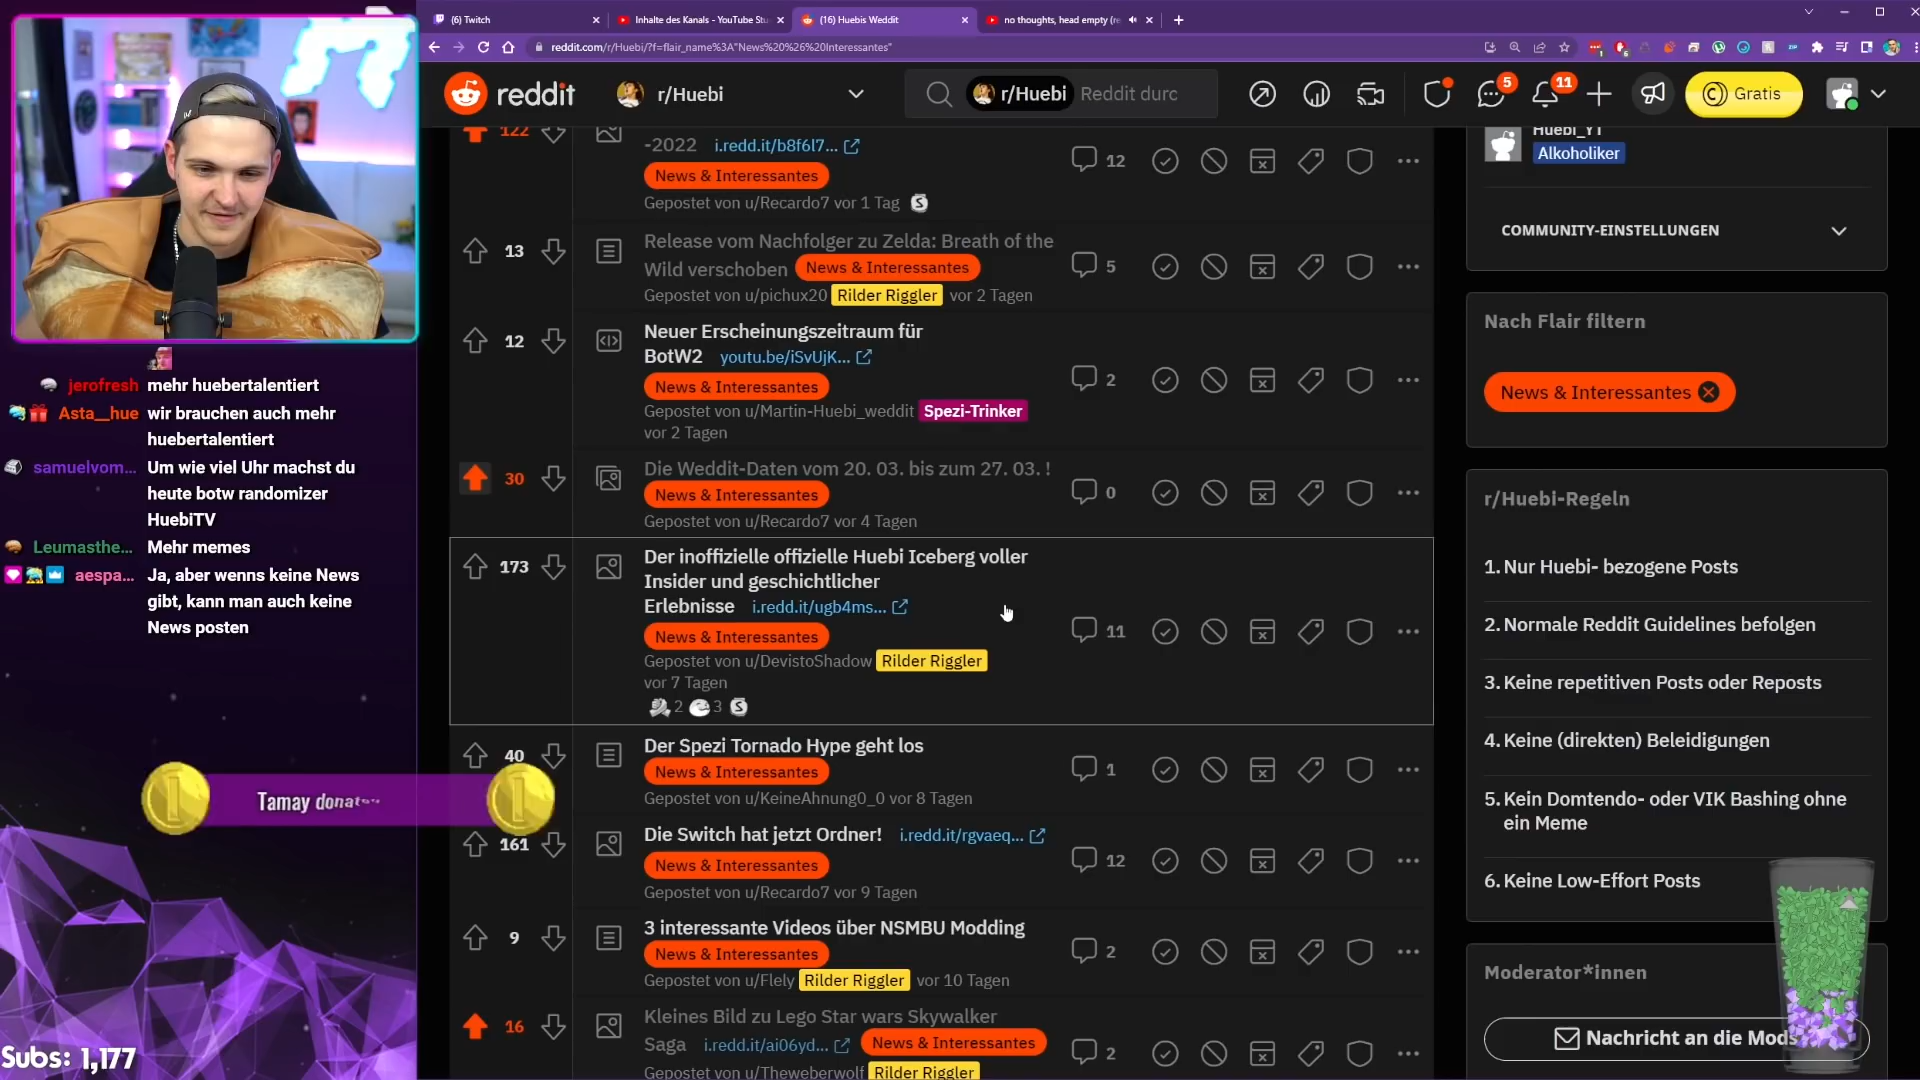 (6) Twitch
Inhalte des Kanals - YouTube Stu
(16) Huebis Weddit
no thoughts, head empty (re
reddit.com/r/Huebi/?f=flair_name%3A"News%20%26%20Interessantes"
reddit
r/Huebi
r/Huebi Reddit durc
5
11
Gratis
122
-2022 i.redd.it/b8f6l7...
News & Interessantes
Gepostet von u/Recardo7 vor 1 Tag
12
13
Release vom Nachfolger zu Zelda: Breath of the
Wild verschoben News & Interessantes
Gepostet von u/pichux20 Rilder Riggler vor 2 Tagen
5
12
Neuer Erscheinungszeitraum für
BotW2 youtu.be/iSvUjK...
News & Interessantes
Gepostet von u/Martin-Huebi_weddit Spezi-Trinker
vor 2 Tagen
2
30
Die Weddit-Daten vom 20. 03. bis zum 27. 03. !
News & Interessantes
Gepostet von u/Recardo7 vor 4 Tagen
0
173
Der inoffizielle offizielle Huebi Iceberg voller
Insider und geschichtlicher
Erlebnisse i.redd.it/ugb4ms...
News & Interessantes
Gepostet von u/DevistoShadow Rilder Riggler
vor 7 Tagen
2 3
11
40
Der Spezi Tornado Hype geht los
News & Interessantes
Gepostet von u/KeineAhnung0_0 vor 8 Tagen
1
161
Die Switch hat jetzt Ordner! i.redd.it/rgvaeq...
News & Interessantes
Gepostet von u/Recardo7 vor 9 Tagen
12
9
3 interessante Videos über NSMBU Modding
News & Interessantes
Gepostet von u/Flely Rilder Riggler vor 10 Tagen
2
16
Kleines Bild zu Lego Star wars Skywalker
Saga i.redd.it/ai06yd... News & Interessantes
Gepostet von u/Theweberwolf Rilder Riggler
2
Huebi_YT
Alkoholiker
COMMUNITY-EINSTELLUNGEN
Nach Flair filtern
News & Interessantes
r/Huebi-Regeln
1. Nur Huebi- bezogene Posts
2. Normale Reddit Guidelines befolgen
3. Keine repetitiven Posts oder Reposts
4. Keine (direkten) Beleidigungen
5. Kein Domtendo- oder VIK Bashing ohne
ein Meme
6. Keine Low-Effort Posts
Moderator*innen
Nachricht an die Mods
jerofresh mehr huebertalentiert
Asta__hue wir brauchen auch mehr
huebertalentiert
samuelvom... Um wie viel Uhr machst du
heute botw randomizer
HuebiTV
Leumasthe... Mehr memes
aespa... Ja, aber wenns keine News
gibt, kann man auch keine
News posten
Tamay
Subs: 1,177